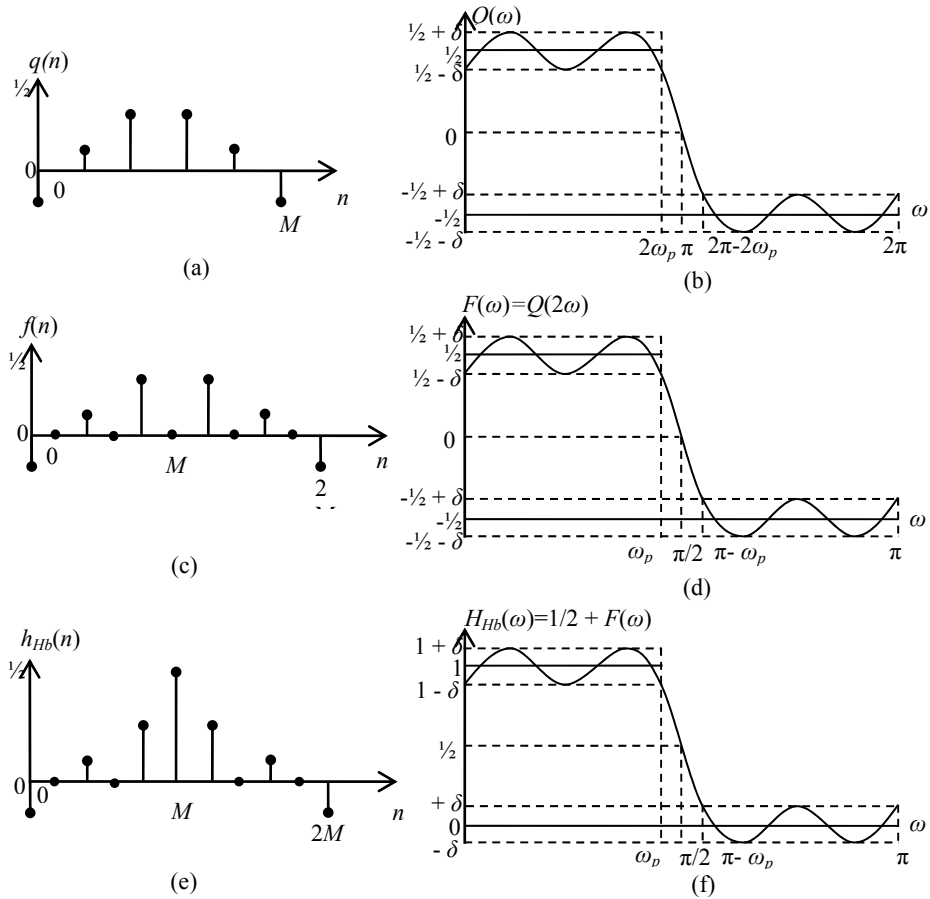 q(n)
½
0
0
M
n
(a)
O(ω)
½ + δ
½
½ - δ
0
-½ + δ
-½
-½ - δ
2ωp π 2π-2ωp 2π
ω
(b)
f(n)
½
0
0
M
2
n
(c)
F(ω)=Q(2ω)
½ + δ
½
½ - δ
0
-½ + δ
-½
-½ - δ
ωp π/2 π- ωp π
ω
(d)
hHb(n)
½
0
0
M
2M
n
(e)
HHb(ω)=1/2 + F(ω)
1 + δ
1
1 - δ
½
+ δ
0
- δ
ωp π/2 π- ωp π
ω
(f)